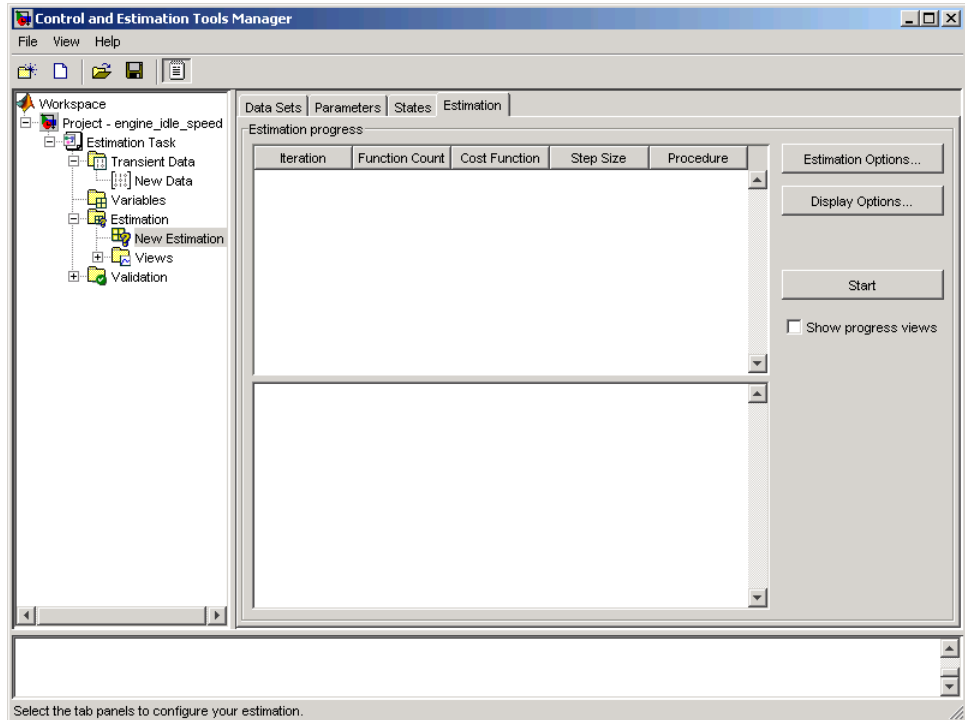 Control and Estimation Tools Manager
File View Help
Workspace
Project - engine_idle_speed
Estimation Task
Transient Data
New Data
Variables
Estimation
New Estimation
Views
Validation
Data Sets Parameters States Estimation
Estimation progress
Iteration Function Count Cost Function Step Size Procedure
Estimation Options...
Display Options...
Start
Show progress views
Select the tab panels to configure your estimation.